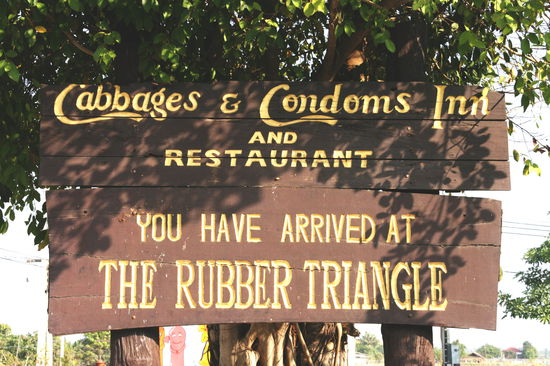 Cabbages & Condoms Inn
AND
RESTAURANT
YOU HAVE ARRIVED AT
THE RUBBER TRIANGLE